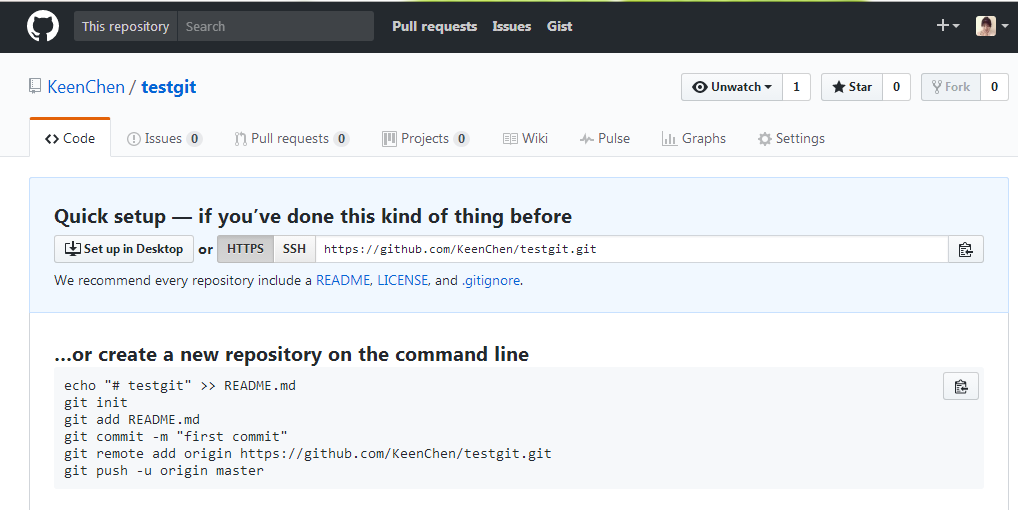 This repository Search Pull requests Issues Gist
KeenChen / testgit Unwatch 1 Star 0 Fork 0
Code Issues 0 Pull requests 0 Projects 0 Wiki Pulse Graphs Settings
Quick setup — if you’ve done this kind of thing before
Set up in Desktop or HTTPS SSH https://github.com/KeenChen/testgit.git
We recommend every repository include a README, LICENSE, and .gitignore.
…or create a new repository on the command line
echo "# testgit" >> README.md
git init
git add README.md
git commit -m "first commit"
git remote add origin https://github.com/KeenChen/testgit.git
git push -u origin master